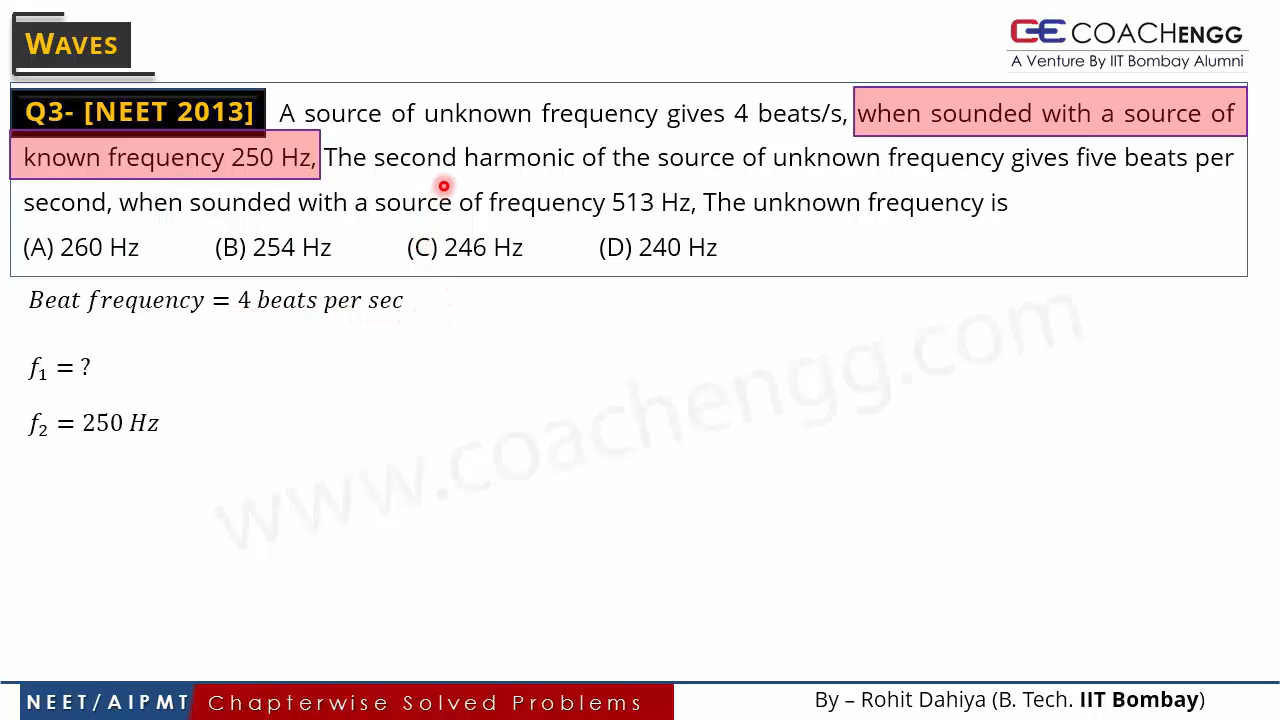 WAVES
CE COACHENGG
A Venture By IIT Bombay Alumni
Q3- [NEET 2013] A source of unknown frequency gives 4 beats/s, when sounded with a source of
known frequency 250 Hz, The second harmonic of the source of unknown frequency gives five beats per
second, when sounded with a source of frequency 513 Hz, The unknown frequency is
(A) 260 Hz (B) 254 Hz (C) 246 Hz (D) 240 Hz
Beat frequency = 4 beats per sec
f₁ = ?
f₂ = 250 Hz
www.coachengg.com
NEET/AIPMT Chapterwise Solved Problems By – Rohit Dahiya (B. Tech. IIT Bombay)